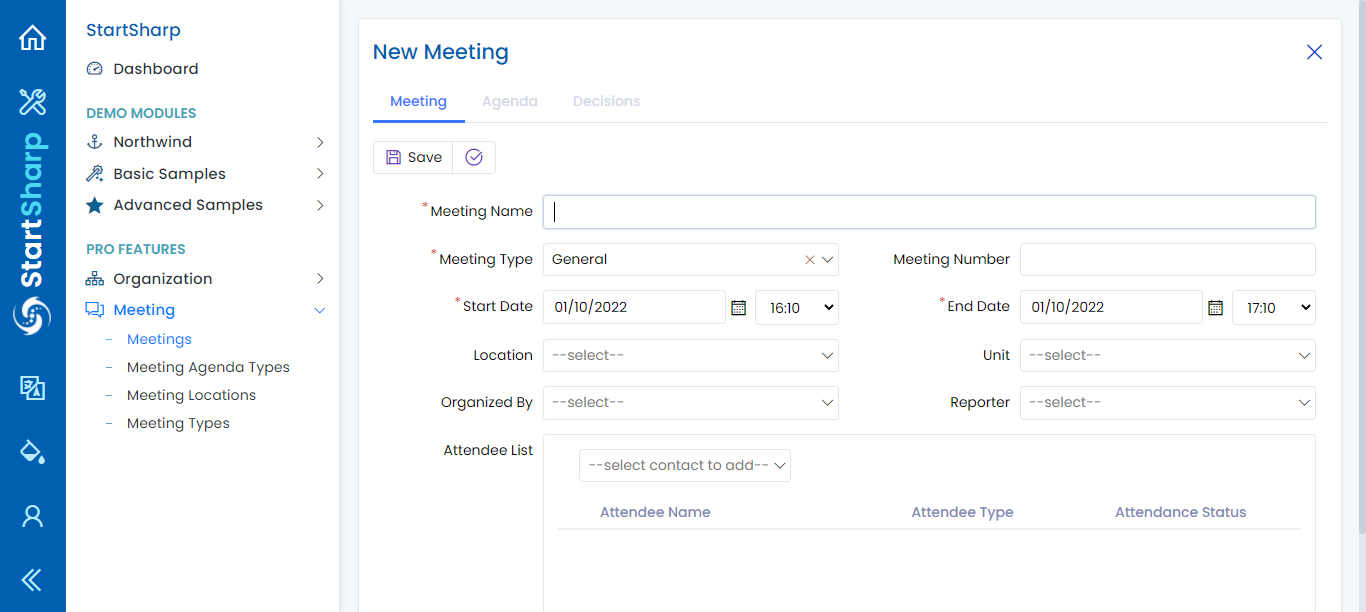 StartSharp
StartSharp
Dashboard
DEMO MODULES
Northwind
Basic Samples
Advanced Samples
PRO FEATURES
Organization
Meeting
Meetings
Meeting Agenda Types
Meeting Locations
Meeting Types
New Meeting
Meeting Agenda Decisions
Save
* Meeting Name
* Meeting Type General Meeting Number
* Start Date 01/10/2022 16:10 * End Date 01/10/2022 17:10
Location --select-- Unit --select--
Organized By --select-- Reporter --select--
Attendee List
--select contact to add--
Attendee Name Attendee Type Attendance Status